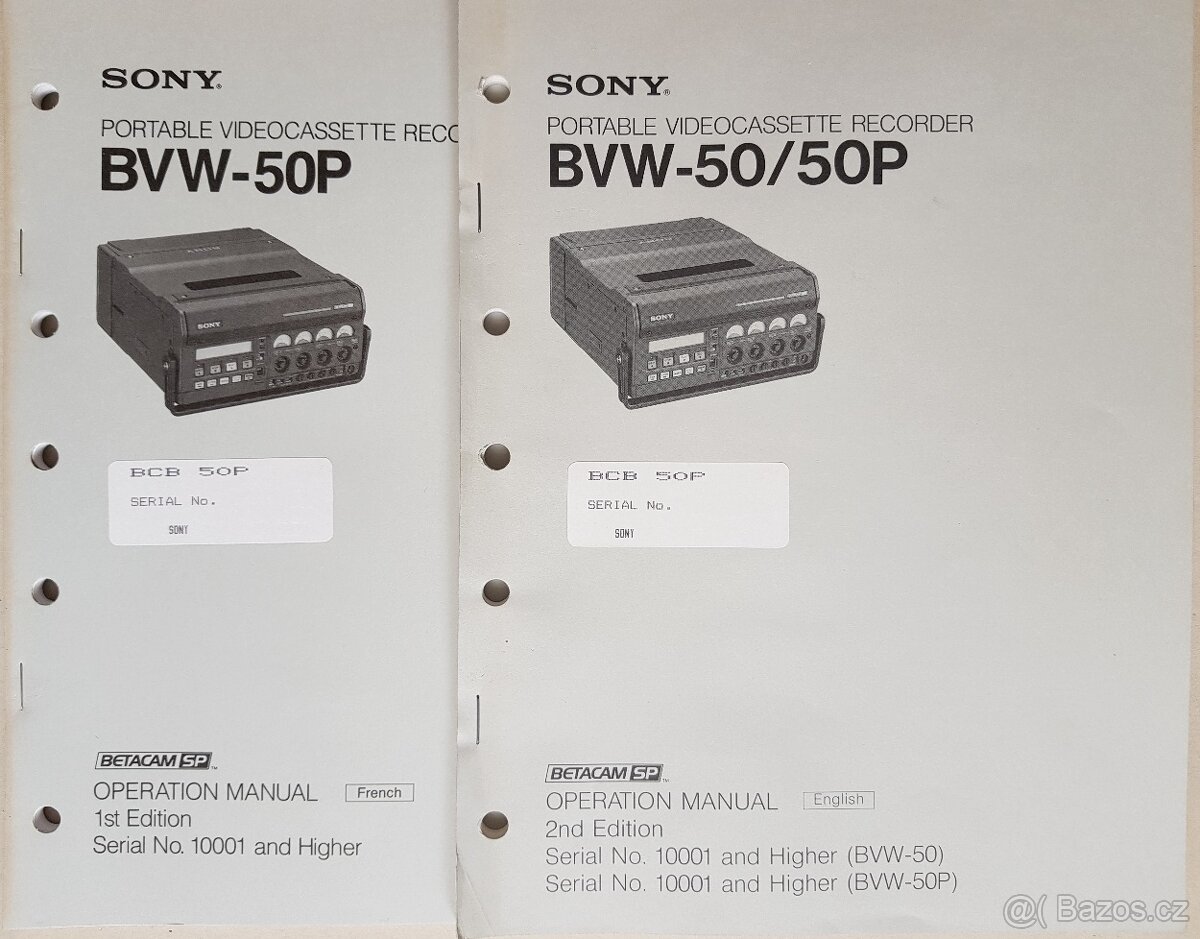 SONY®
PORTABLE VIDEOCASSETTE RECO
BVW-50P
SONY
BCB 50P
SERIAL No.
SONY
BETACAM SP™
OPERATION MANUAL French
1st Edition
Serial No. 10001 and Higher
SONY®
PORTABLE VIDEOCASSETTE RECORDER
BVW-50/50P
SONY
BCB 50P
SERIAL No.
SONY
BETACAM SP™
OPERATION MANUAL English
2nd Edition
Serial No. 10001 and Higher (BVW-50)
Serial No. 10001 and Higher (BVW-50P)
@( Bazos.cz